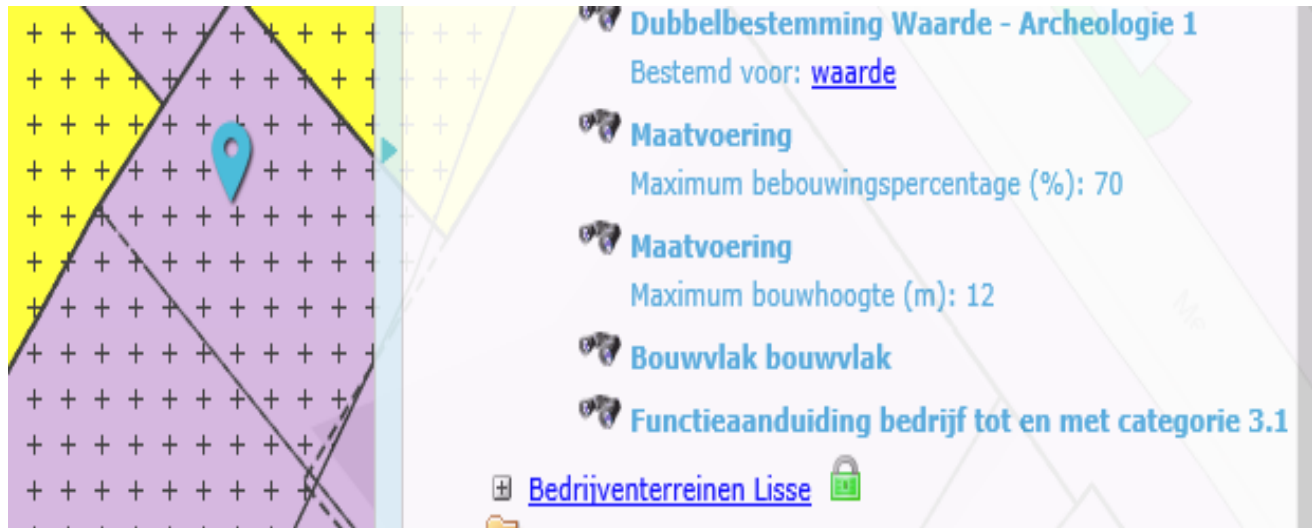 Dubbelbestemming Waarde - Archeologie 1
Bestemd voor: waarde
Maatvoering
Maximum bebouwingspercentage (%): 70
Maatvoering
Maximum bouwhoogte (m): 12
Bouwvlak bouwvlak
Functieaanduiding bedrijf tot en met categorie 3.1
Bedrijventerreinen Lisse